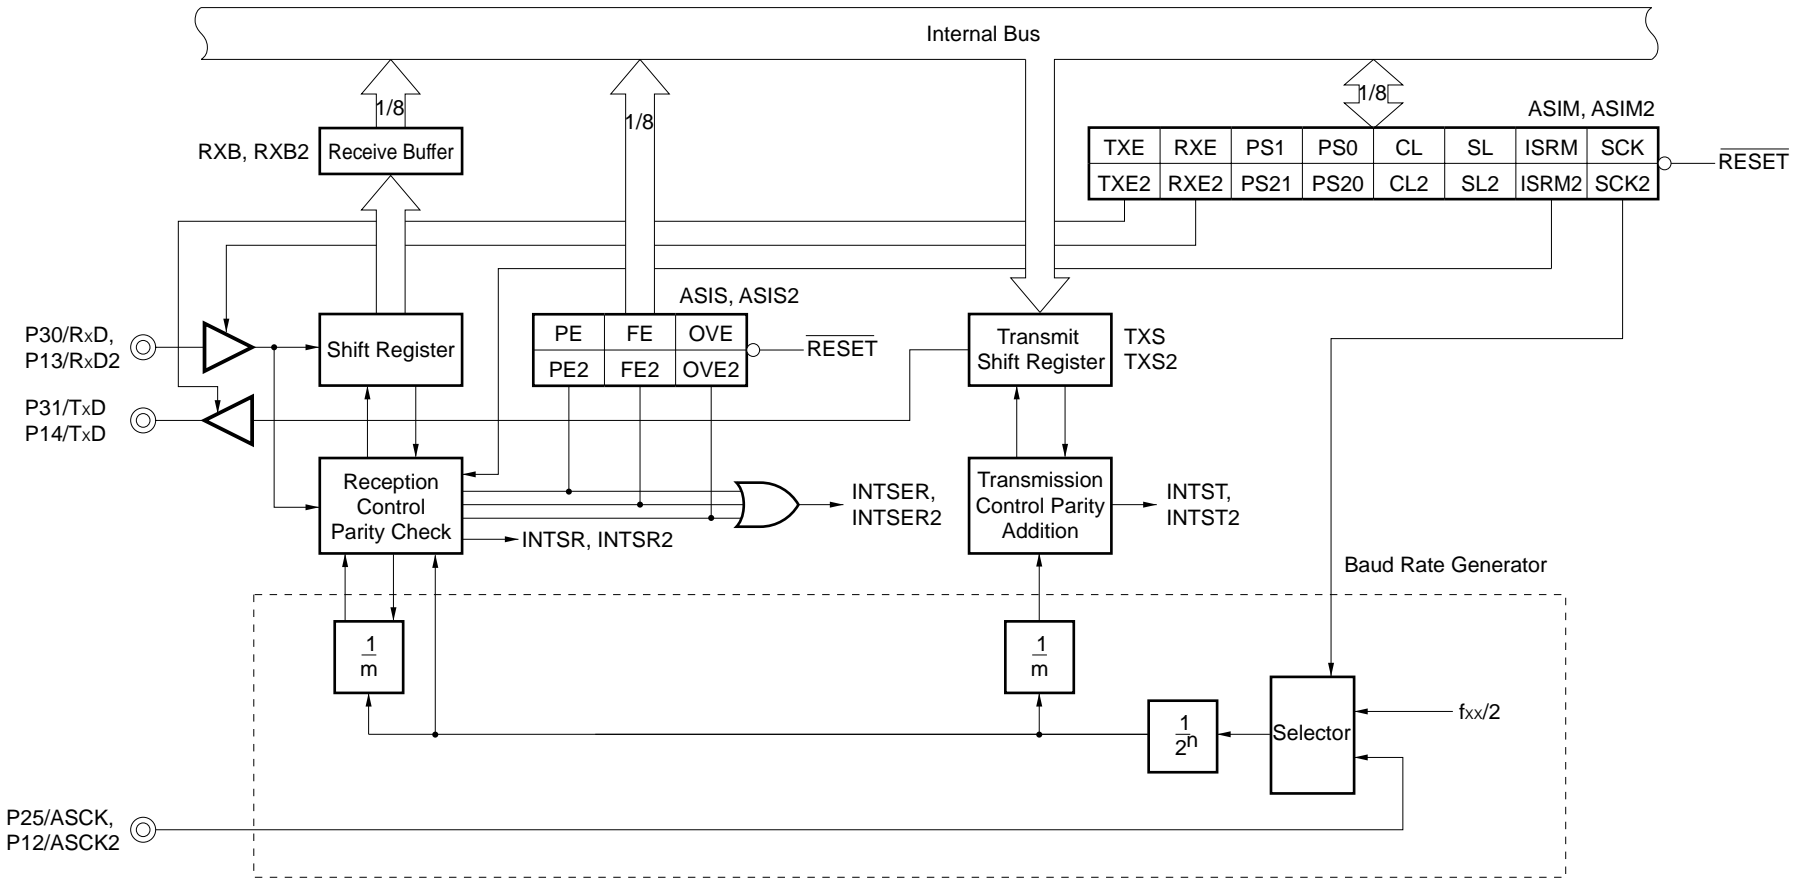 Internal Bus
1/8
1/8
1/8
ASIM, ASIM2
RXB, RXB2
Receive Buffer
TXE RXE PS1 PS0 CL SL ISRM SCK
TXE2 RXE2 PS21 PS20 CL2 SL2 ISRM2 SCK2
RESET
ASIS, ASIS2
P30/RxD,
P13/RxD2
Shift Register
PE FE OVE
PE2 FE2 OVE2
RESET
Transmit
Shift Register
TXS
TXS2
P31/TxD
P14/TxD
Reception
Control
Parity Check
INTSER,
INTSER2
INTSR, INTSR2
Transmission
Control Parity
Addition
INTST,
INTST2
Baud Rate Generator
1
m
1
m
1
2n
Selector
fxx/2
P25/ASCK,
P12/ASCK2